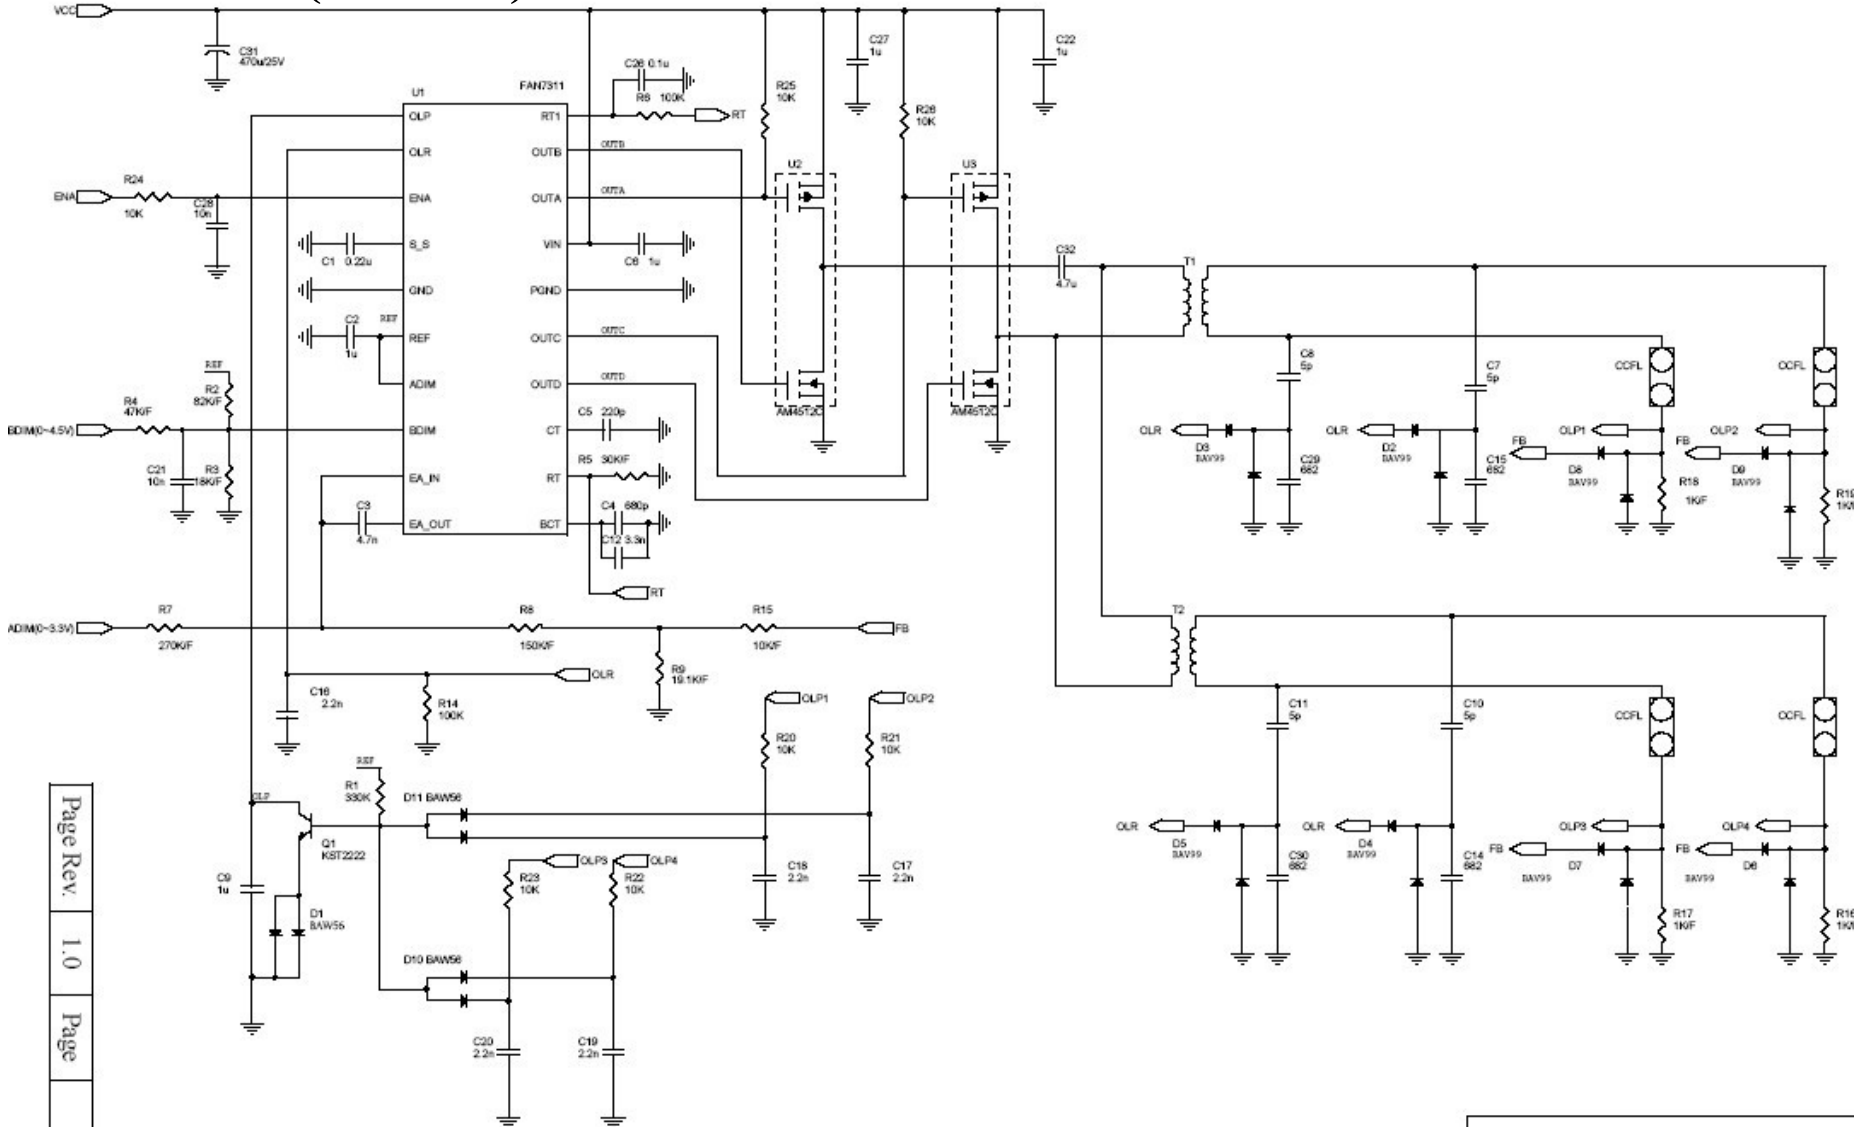 VCC
C31
470u/25V
C27
1u
C22
1u
C26 0.1u
R6 100K
RT
R25
10K
R26
10K
U1
FAN7311
OLP
OLR
ENA
S_S
GND
REF
ADIM
BDIM
EA_IN
EA_OUT
RT1
OUTB
OUTA
VIN
PGND
OUTC
OUTD
CT
RT
BCT
OUTB
OUTA
OUTC
OUTD
U2
AM4512C
U3
AM4512C
ENA
R24
10K
C28
10n
C1 0.22u
C6 1u
C2
1u
REF
REF
R2
82K/F
R4
47K/F
BDIM(0~4.5V)
C21
10n
R3
18K/F
C5 220p
R5 30K/F
C4 680p
C12 3.3n
RT
C3
4.7n
C32
4.7u
T1
C8
5p
C7
5p
CCFL
CCFL
OLR
D3
BAV99
C29
682
OLR
D2
BAV99
C15
682
OLP1
FB
D8
BAV99
R18
1K/F
OLP2
FB
D9
BAV99
R19
ADIM(0~3.3V)
R7
270K/F
R8
150K/F
R15
10K/F
FB
R9
19.1K/F
OLR
C16
2.2n
R14
100K
OLP1
OLP2
R20
10K
R21
10K
REF
R1
330K
D11 BAW56
OLP
Q1
KST2222
C9
1u
D1
BAW56
OLP3
OLP4
R23
10K
R22
10K
C18
2.2n
C17
2.2n
D10 BAW56
C20
2.2n
C19
2.2n
T2
C11
5p
C10
5p
CCFL
CCFL
OLR
D5
BAV99
C30
682
OLR
D4
BAV99
C14
682
OLP3
FB
BAV99
D7
R17
1K/F
OLP4
FB
BAV99
D6
R16
Page Rev.
1.0
Page